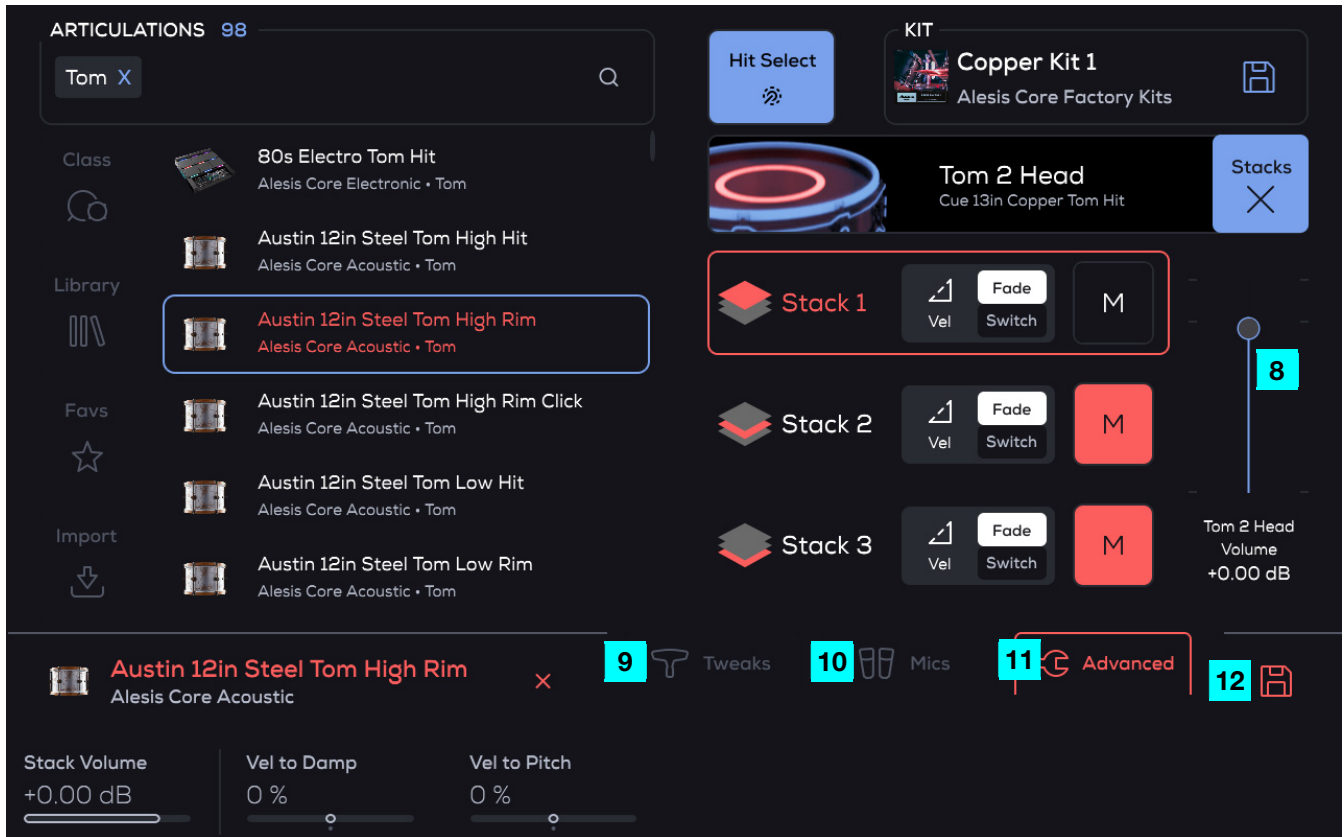 ARTICULATIONS 98
Tom X
Class
Library
Favs
Import
80s Electro Tom Hit
Alesis Core Electronic • Tom
Austin 12in Steel Tom High Hit
Alesis Core Acoustic • Tom
Austin 12in Steel Tom High Rim
Alesis Core Acoustic • Tom
Austin 12in Steel Tom High Rim Click
Alesis Core Acoustic • Tom
Austin 12in Steel Tom Low Hit
Alesis Core Acoustic • Tom
Austin 12in Steel Tom Low Rim
Alesis Core Acoustic • Tom
Hit Select
KIT
Copper Kit 1
Alesis Core Factory Kits
Tom 2 Head
Cue 13in Copper Tom Hit
Stacks
Stack 1
Vel
Fade
Switch
M
Stack 2
Vel
Fade
Switch
M
Stack 3
Vel
Fade
Switch
M
8
Tom 2 Head
Volume
+0.00 dB
Austin 12in Steel Tom High Rim
Alesis Core Acoustic
9 Tweaks
10 Mics
11 Advanced
12
Stack Volume
+0.00 dB
Vel to Damp
0 %
Vel to Pitch
0 %